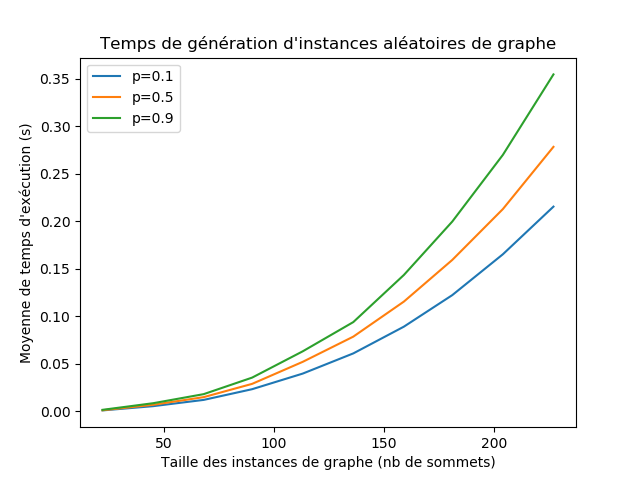 Temps de génération d'instances aléatoires de graphe
p=0.1
p=0.5
p=0.9
0.35
0.30
0.25
0.20
0.15
0.10
0.05
0.00
Moyenne de temps d'exécution (s)
50
100
150
200
Taille des instances de graphe (nb de sommets)